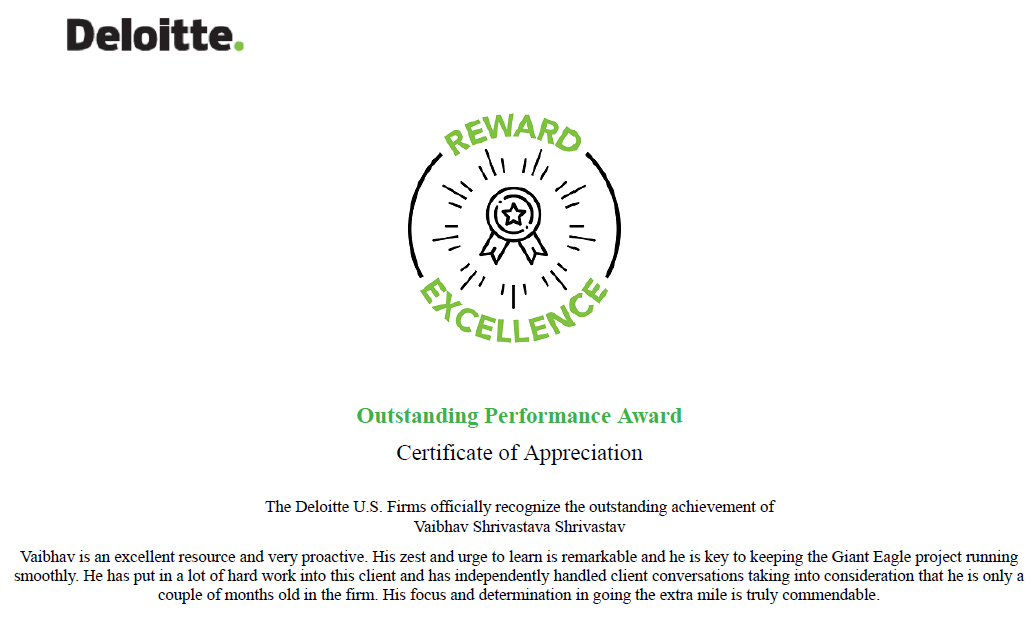 Deloitte.
REWARD
EXCELLENCE
Outstanding Performance Award
Certificate of Appreciation
The Deloitte U.S. Firms officially recognize the outstanding achievement of
Vaibhav Shrivastava Shrivastav
Vaibhav is an excellent resource and very proactive. His zest and urge to learn is remarkable and he is key to keeping the Giant Eagle project running
smoothly. He has put in a lot of hard work into this client and has independently handled client conversations taking into consideration that he is only a
couple of months old in the firm. His focus and determination in going the extra mile is truly commendable.